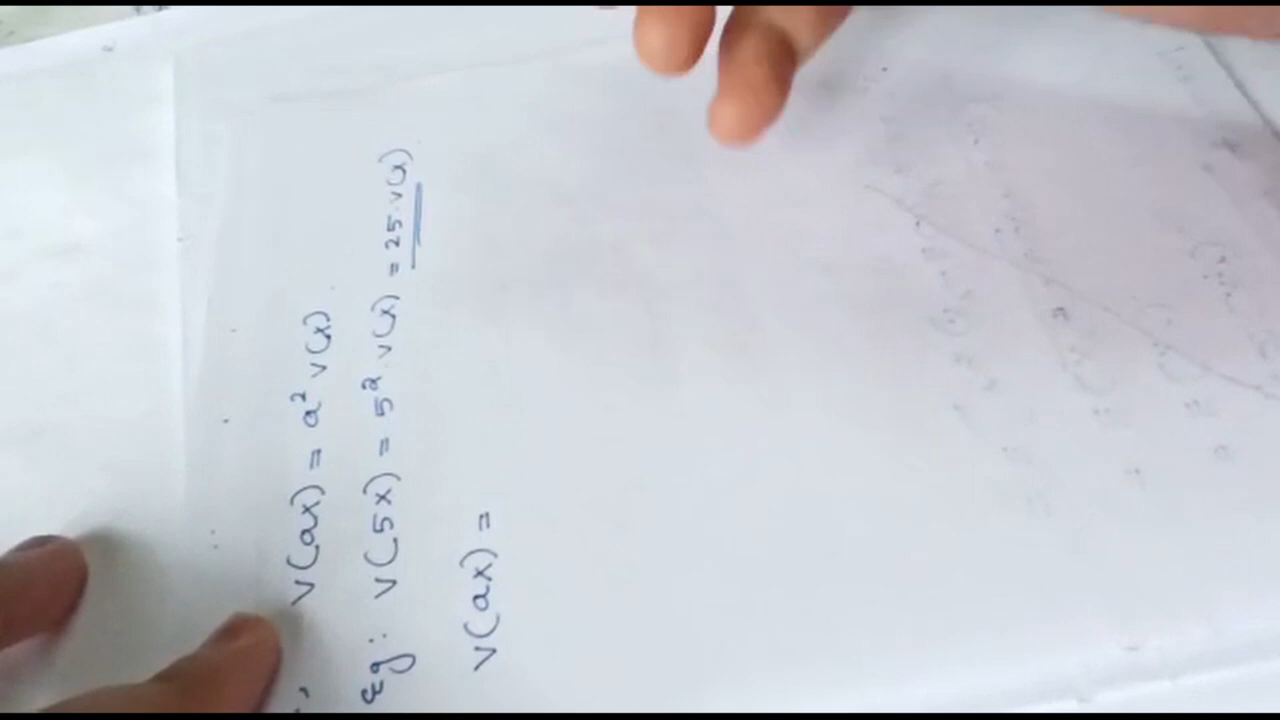 V(ax) = a² V(x)
Eg: V(5x) = 5². V(x) = 25. V(x)
V(ax) =